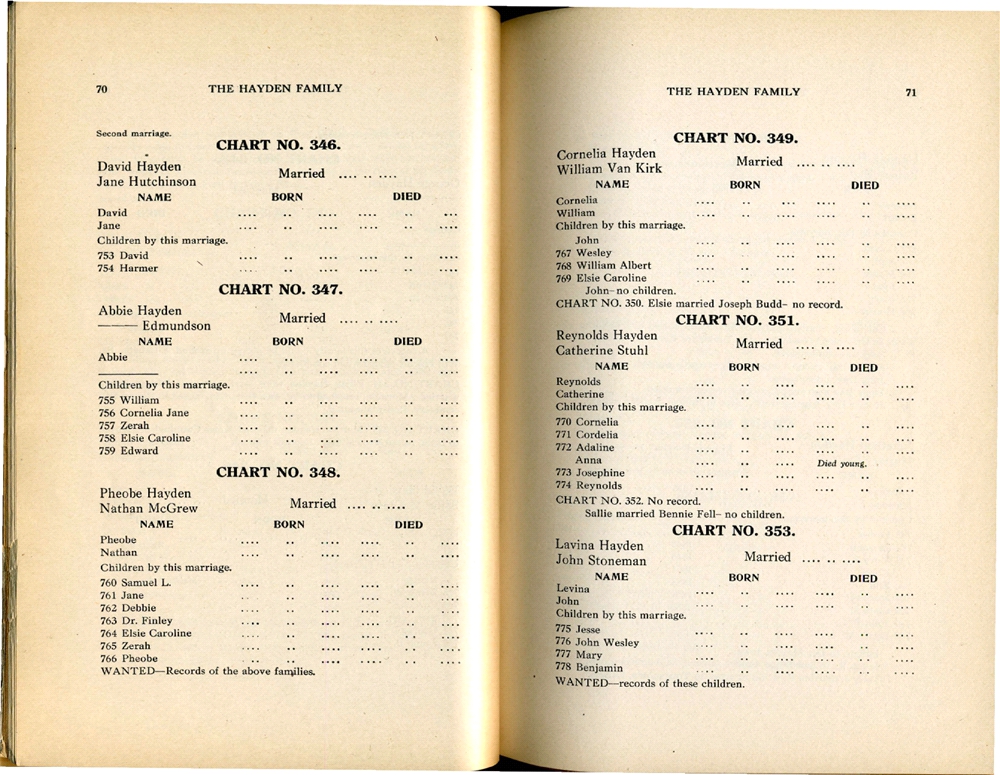 70 THE HAYDEN FAMILY
Second marriage.
CHART NO. 346.
David Hayden
Jane Hutchinson Married .... .. ....
NAME BORN DIED
David .... .. .... .... .. ...
Jane .... .. .... .... .. ....
Children by this marriage.
753 David .... .. .... .... .. ....
754 Harmer .... .. .... .... .. ....
CHART NO. 347.
Abbie Hayden
——— Edmundson Married .... .. ....
NAME BORN DIED
Abbie .... .. .... .... .. ....
——— .... .. .... .... .. ....
Children by this marriage.
755 William .... .. .... .... .. ....
756 Cornelia Jane .... .. .... .... .. ....
757 Zerah .... .. .... .... .. ....
758 Elsie Caroline .... .. .... .... .. ....
759 Edward .... .. .... .... .. ....
CHART NO. 348.
Pheobe Hayden
Nathan McGrew Married .... .. ....
NAME BORN DIED
Pheobe .... .. .... .... .. ....
Nathan .... .. .... .... .. ....
Children by this marriage.
760 Samuel L. .... .. .... .... .. ....
761 Jane .... .. .... .... .. ....
762 Debbie .... .. .... .... .. ....
763 Dr. Finley .... .. .... .... .. ....
764 Elsie Caroline .... .. .... .... .. ....
765 Zerah .... .. .... .... .. ....
766 Pheobe .... .. .... .... .. ....
WANTED—Records of the above families.
THE HAYDEN FAMILY 71
CHART NO. 349.
Cornelia Hayden
William Van Kirk Married .... .. ....
NAME BORN DIED
Cornelia .... .. ... .... .. ....
William .... .. .... .... .. ....
Children by this marriage.
John .... .. .... .... .. ....
767 Wesley .... .. .... .... .. ....
768 William Albert .... .. .... .... .. ....
769 Elsie Caroline .... .. .... .... .. ....
John—no children.
CHART NO. 350. Elsie married Joseph Budd— no record.
CHART NO. 351.
Reynolds Hayden
Catherine Stuhl Married .... .. ....
NAME BORN DIED
Reynolds .... .. .... .... .. ....
Catherine .... .. .... .... .. ....
Children by this marriage.
770 Cornelia .... .. .... .... .. ....
771 Cordelia .... .. .... .... .. ....
772 Adaline .... .. .... .... .. ....
Anna .... .. .... Died young.
773 Josephine .... .. .... .... .. ....
774 Reynolds .... .. .... .... .. ....
CHART NO. 352. No record.
Sallie married Bennie Fell— no children.
CHART NO. 353.
Lavina Hayden
John Stoneman Married .... .. ....
NAME BORN DIED
Levina .... .. .... .... .. ....
John .... .. .... .... .. ....
Children by this marriage.
775 Jesse .... .. .... .... .. ....
776 John Wesley .... .. .... .... .. ....
777 Mary .... .. .... .... .. ....
778 Benjamin .... .. .... .... .. ....
WANTED—records of these children.